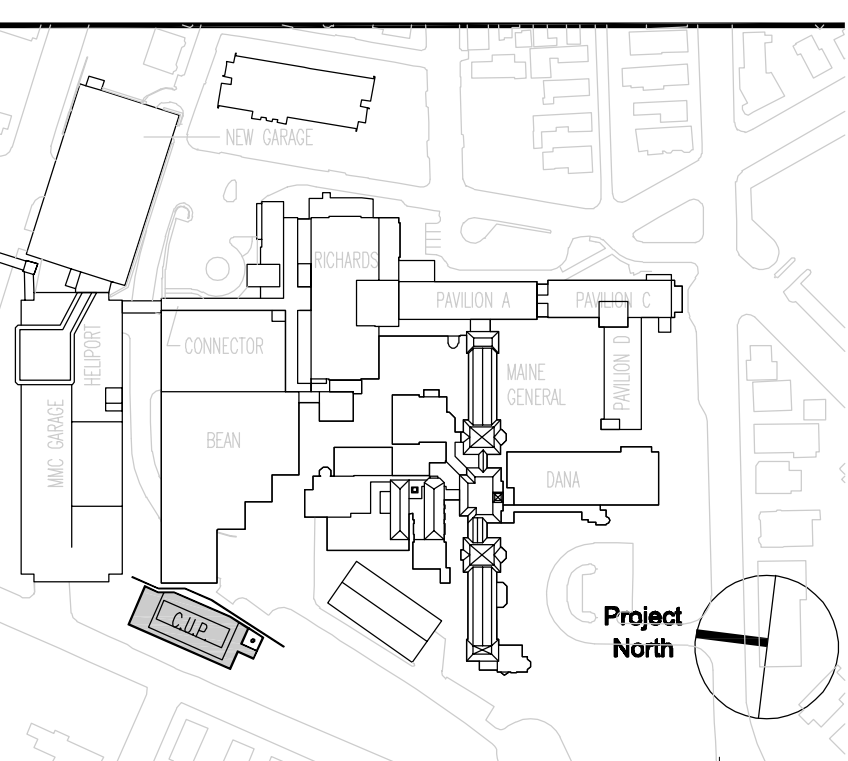 NEW GARAGE
RICHARDS
PAVILION A
PAVILION C
CONNECTOR
HELIPORT
MAINE
GENERAL
PAVILION D
MMC GARAGE
BEAN
DANA
C.U.P
Project
North